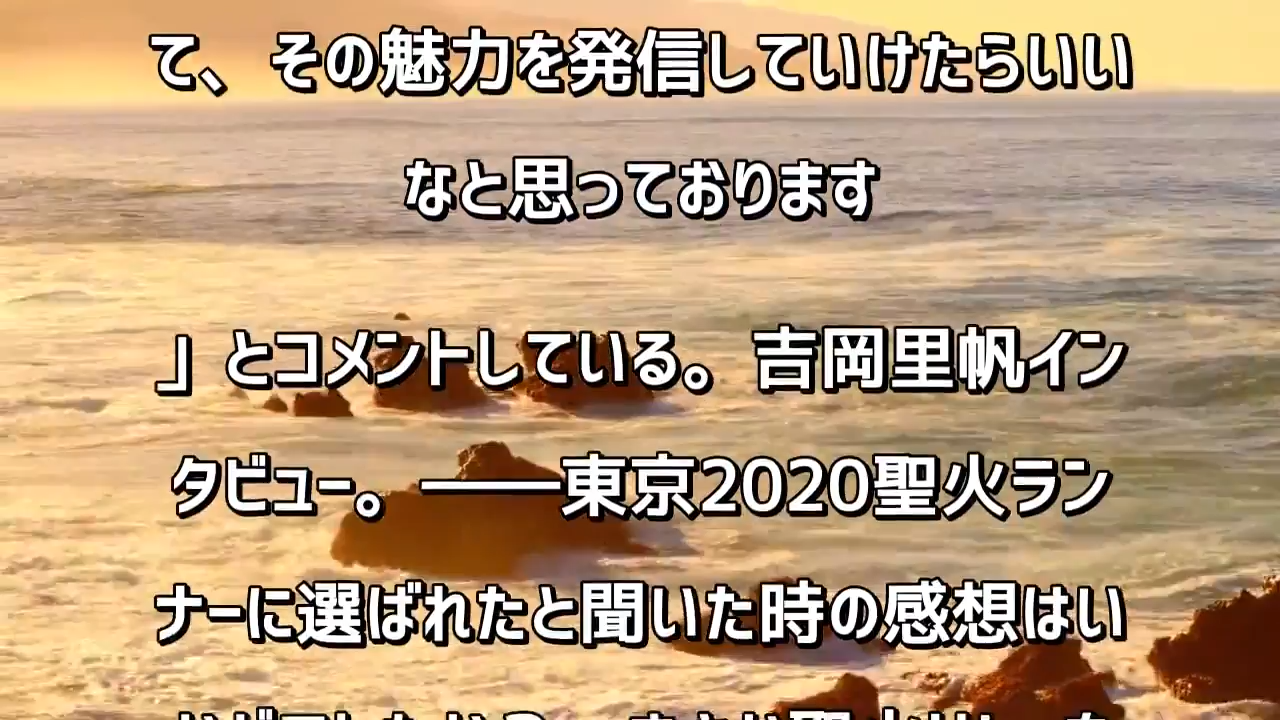 て、その魅力を発信していけたらいい
なと思っております
」とコメントしている。吉岡里帆イン
タビュー。――東京2020聖火ラン
ナーに選ばれたと聞いた時の感想はい